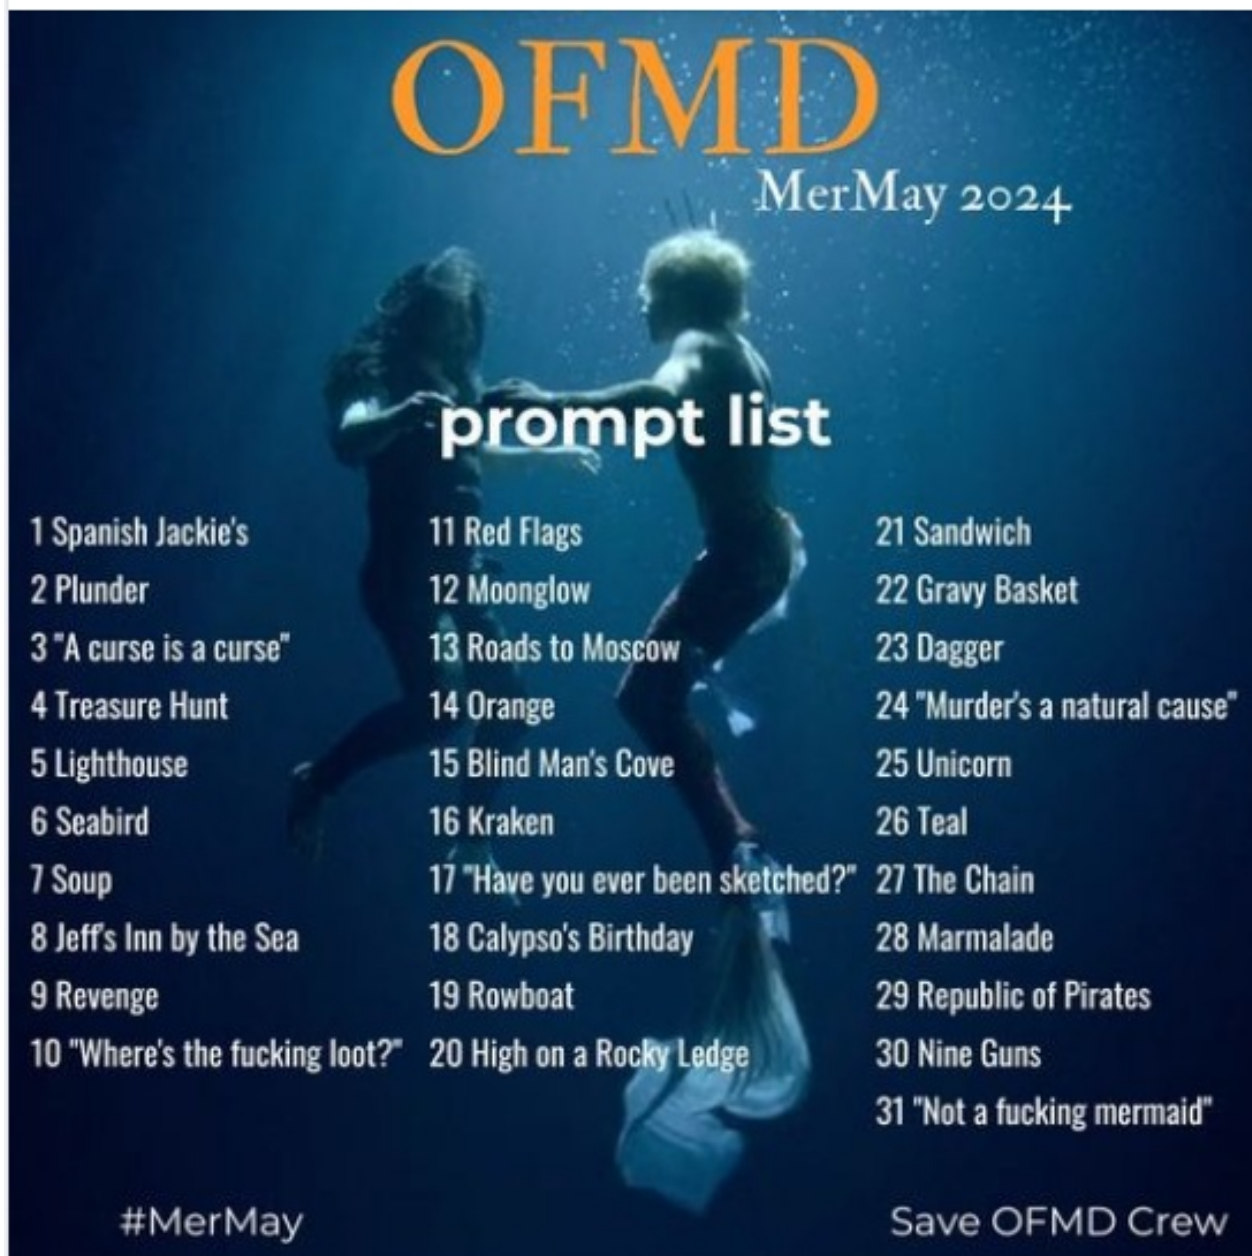 OFMD
MerMay 2024
prompt list
1 Spanish Jackie's
2 Plunder
3 "A curse is a curse"
4 Treasure Hunt
5 Lighthouse
6 Seabird
7 Soup
8 Jeff's Inn by the Sea
9 Revenge
10 "Where's the fucking loot?"
11 Red Flags
12 Moonglow
13 Roads to Moscow
14 Orange
15 Blind Man's Cove
16 Kraken
17 "Have you ever been sketched?"
18 Calypso's Birthday
19 Rowboat
20 High on a Rocky Ledge
21 Sandwich
22 Gravy Basket
23 Dagger
24 "Murder's a natural cause"
25 Unicorn
26 Teal
27 The Chain
28 Marmalade
29 Republic of Pirates
30 Nine Guns
31 "Not a fucking mermaid"
#MerMay
Save OFMD Crew